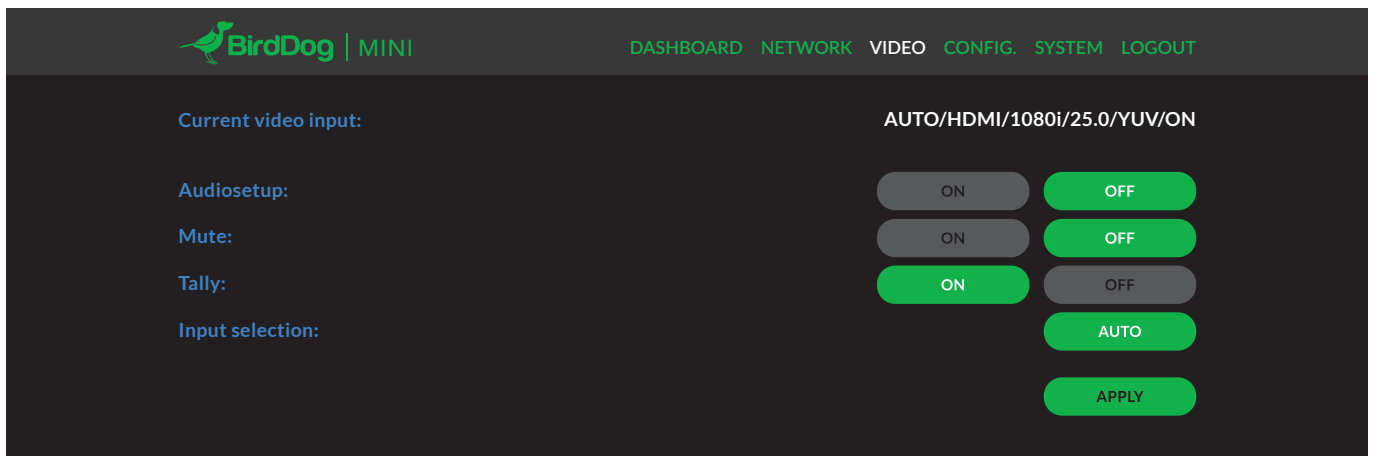 BirdDog | MINI DASHBOARD NETWORK VIDEO CONFIG. SYSTEM LOGOUT
Current video input: AUTO/HDMI/1080i/25.0/YUV/ON
Audiosetup: ON OFF
Mute: ON OFF
Tally: ON OFF
Input selection: AUTO
APPLY